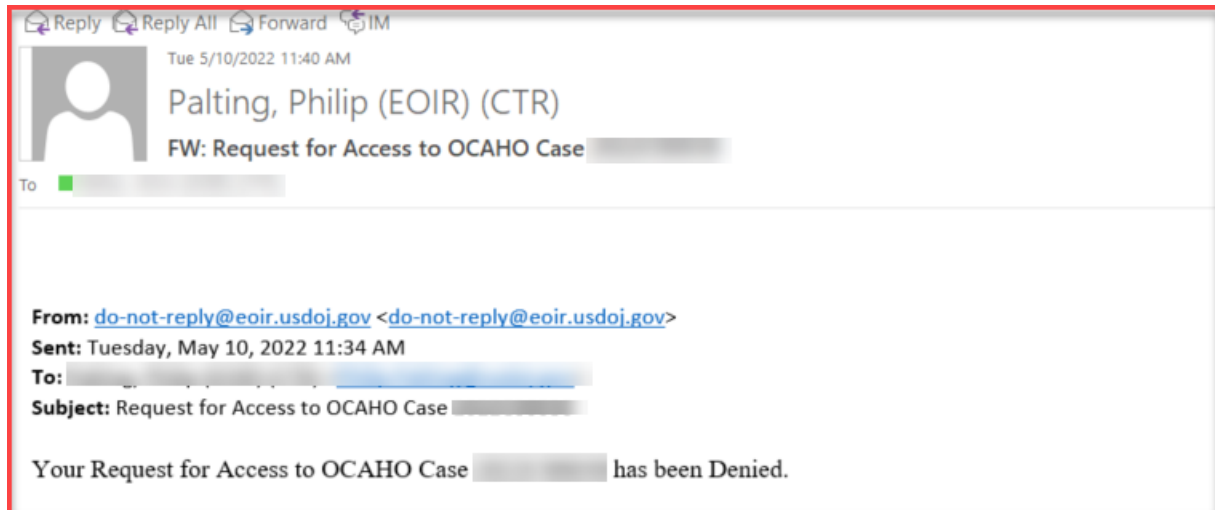 Reply Reply All Forward IM
Tue 5/10/2022 11:40 AM
Palting, Philip (EOIR) (CTR)
FW: Request for Access to OCAHO Case
To
From: do-not-reply@eoir.usdoj.gov <do-not-reply@eoir.usdoj.gov>
Sent: Tuesday, May 10, 2022 11:34 AM
To:
Subject: Request for Access to OCAHO Case
Your Request for Access to OCAHO Case has been Denied.